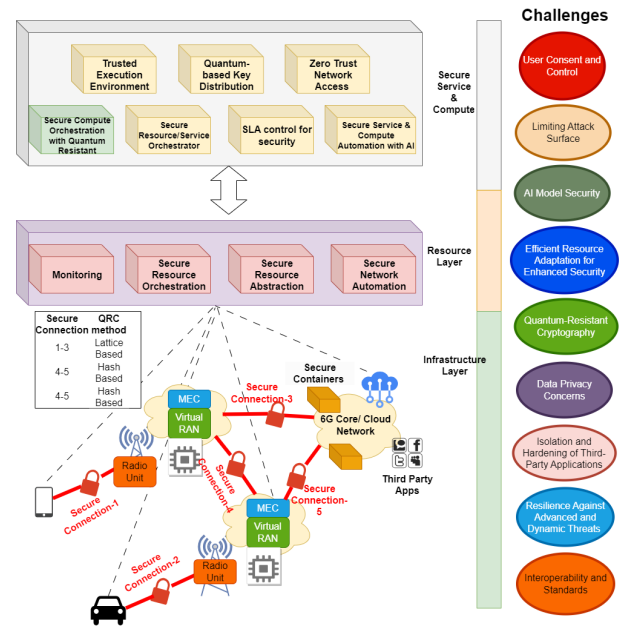 Challenges
Trusted
Execution
Environment
Quantum-
based Key
Distribution
Zero Trust
Network
Access
Secure Compute
Orchestration
with Quantum
Resistant
Secure
Resource/Service
Orchestrator
SLA control for
security
Secure Service &
Compute
Automation with AI
Secure
Service
&
Compute
Monitoring
Secure
Resource
Orchestration
Secure
Resource
Abstraction
Secure
Network
Automation
Resource
Layer
Secure
Connection
QRC
method
1-3
Lattice
Based
4-5
Hash
Based
4-5
Hash
Based
Infrastructure
Layer
MEC
Virtual
RAN
Secure
Connection-3
Secure
Containers
6G Core/ Cloud
Network
Third Party
Apps
Radio
Unit
Secure
Connection-1
Secure
Connection-4
Secure
Connection-
5
MEC
Virtual
RAN
Secure
Connection-2
Radio
Unit
User Consent and
Control
Limiting Attack
Surface
AI Model Security
Efficient Resource
Adaptation for
Enhanced Security
Quantum-Resistant
Cryptography
Data Privacy
Concerns
Isolation and
Hardening of Third-
Party Applications
Resilience Against
Advanced and
Dynamic Threats
Interoperability and
Standards